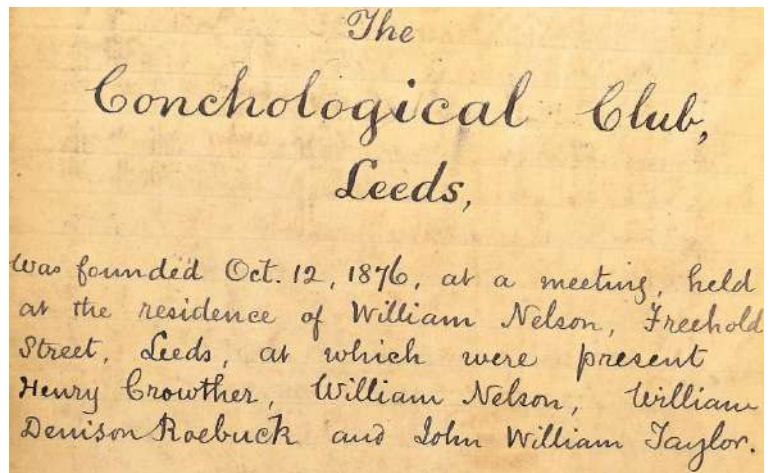 The
Conchological Club,
Leeds,
was founded Oct. 12, 1876, at a meeting, held
at the residence of William Nelson, Freehold
Street, Leeds, at which were present
Henry Crowther, William Nelson, William
Denison Roebuck and John William Taylor.